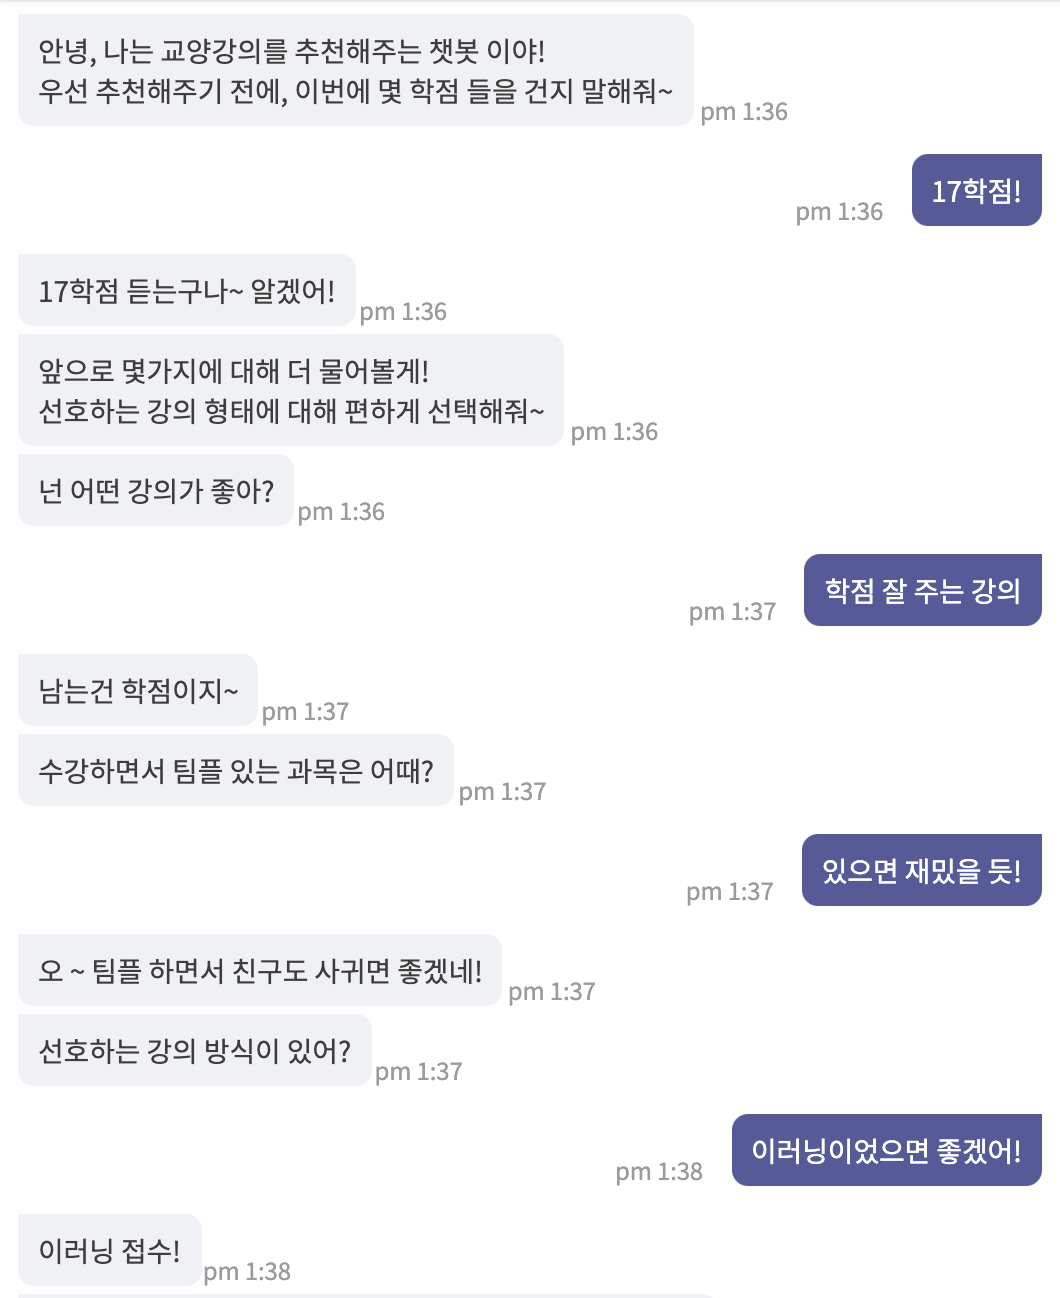 안녕, 나는 교양강의를 추천해주는 챗봇 이야!
우선 추천해주기 전에, 이번에 몇 학점 들을 건지 말해줘~
pm 1:36
17학점!
pm 1:36
17학점 듣는구나~ 알겠어!
pm 1:36
앞으로 몇가지에 대해 더 물어볼게!
선호하는 강의 형태에 대해 편하게 선택해줘~
pm 1:36
넌 어떤 강의가 좋아?
pm 1:36
학점 잘 주는 강의
pm 1:37
남는건 학점이지~
pm 1:37
수강하면서 팀플 있는 과목은 어때?
pm 1:37
있으면 재밌을 듯!
pm 1:37
오 ~ 팀플 하면서 친구도 사귀면 좋겠네!
pm 1:37
선호하는 강의 방식이 있어?
pm 1:37
이러닝이었으면 좋겠어!
pm 1:38
이러닝 접수!
pm 1:38